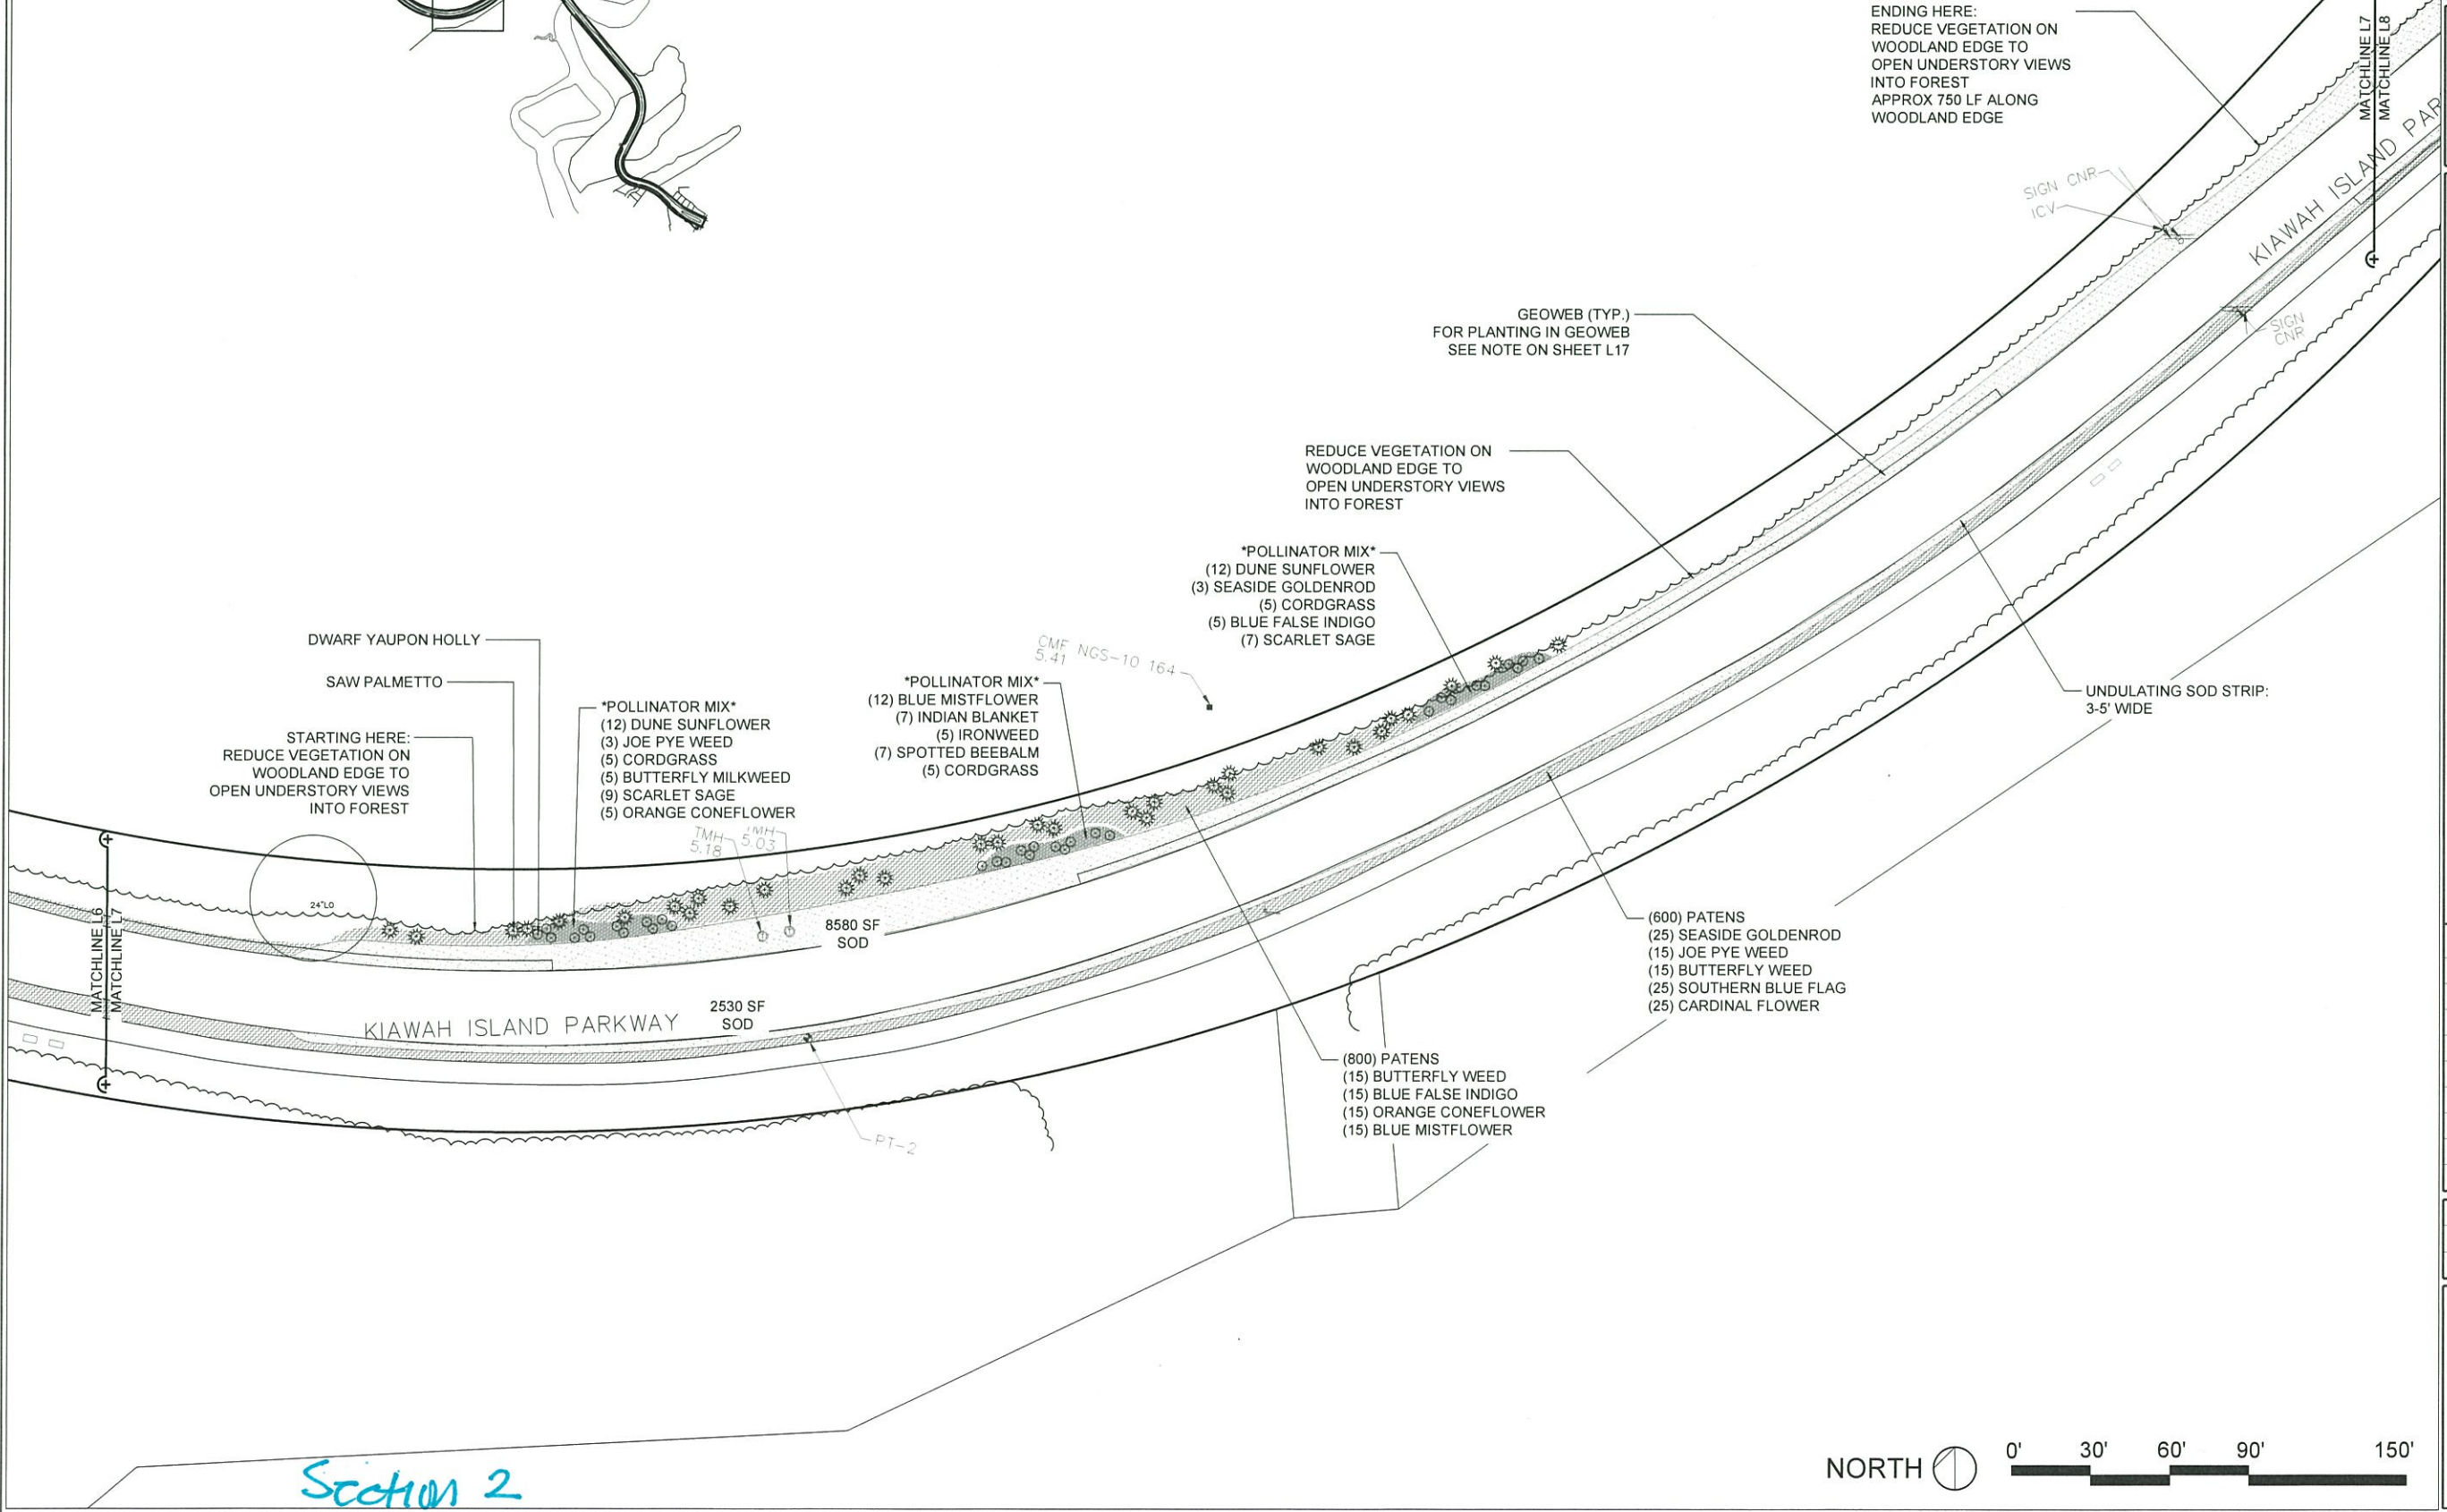 ENDING HERE:
REDUCE VEGETATION ON
WOODLAND EDGE TO
OPEN UNDERSTORY VIEWS
INTO FOREST
APPROX 750 LF ALONG
WOODLAND EDGE
MATCHLINE L7
MATCHLINE L8
KIAWAH ISLAND PAR
SIGN CNR
ICV
SIGN
CNR
GEOWEB (TYP.)
FOR PLANTING IN GEOWEB
SEE NOTE ON SHEET L17
REDUCE VEGETATION ON
WOODLAND EDGE TO
OPEN UNDERSTORY VIEWS
INTO FOREST
*POLLINATOR MIX*
(12) DUNE SUNFLOWER
(3) SEASIDE GOLDENROD
(5) CORDGRASS
(5) BLUE FALSE INDIGO
(7) SCARLET SAGE
CMF NGS-10 164
5.41
DWARF YAUPON HOLLY
SAW PALMETTO
STARTING HERE:
REDUCE VEGETATION ON
WOODLAND EDGE TO
OPEN UNDERSTORY VIEWS
INTO FOREST
*POLLINATOR MIX*
(12) DUNE SUNFLOWER
(3) JOE PYE WEED
(5) CORDGRASS
(5) BUTTERFLY MILKWEED
(9) SCARLET SAGE
(5) ORANGE CONEFLOWER
*POLLINATOR MIX*
(12) BLUE MISTFLOWER
(7) INDIAN BLANKET
(5) IRONWEED
(7) SPOTTED BEEBALM
(5) CORDGRASS
TMH
5.18
TMH
5.03
UNDULATING SOD STRIP:
3-5' WIDE
24"LO
MATCHLINE L6
MATCHLINE L7
8580 SF
SOD
2530 SF
SOD
KIAWAH ISLAND PARKWAY
(600) PATENS
(25) SEASIDE GOLDENROD
(15) JOE PYE WEED
(15) BUTTERFLY WEED
(25) SOUTHERN BLUE FLAG
(25) CARDINAL FLOWER
(800) PATENS
(15) BUTTERFLY WEED
(15) BLUE FALSE INDIGO
(15) ORANGE CONEFLOWER
(15) BLUE MISTFLOWER
PT-2
Section 2
NORTH
0' 30' 60' 90' 150'